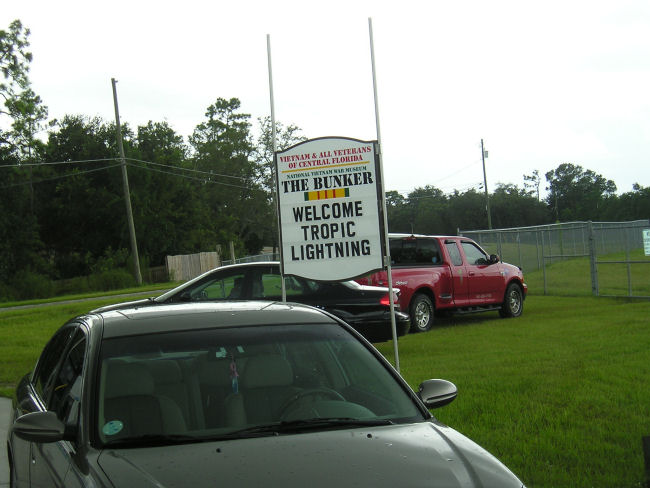 VIETNAM & ALL VETERANS
OF CENTRAL FLORIDA
NATIONAL VIETNAM WAR MUSEUM
THE BUNKER
WELCOME
TROPIC
LIGHTNING